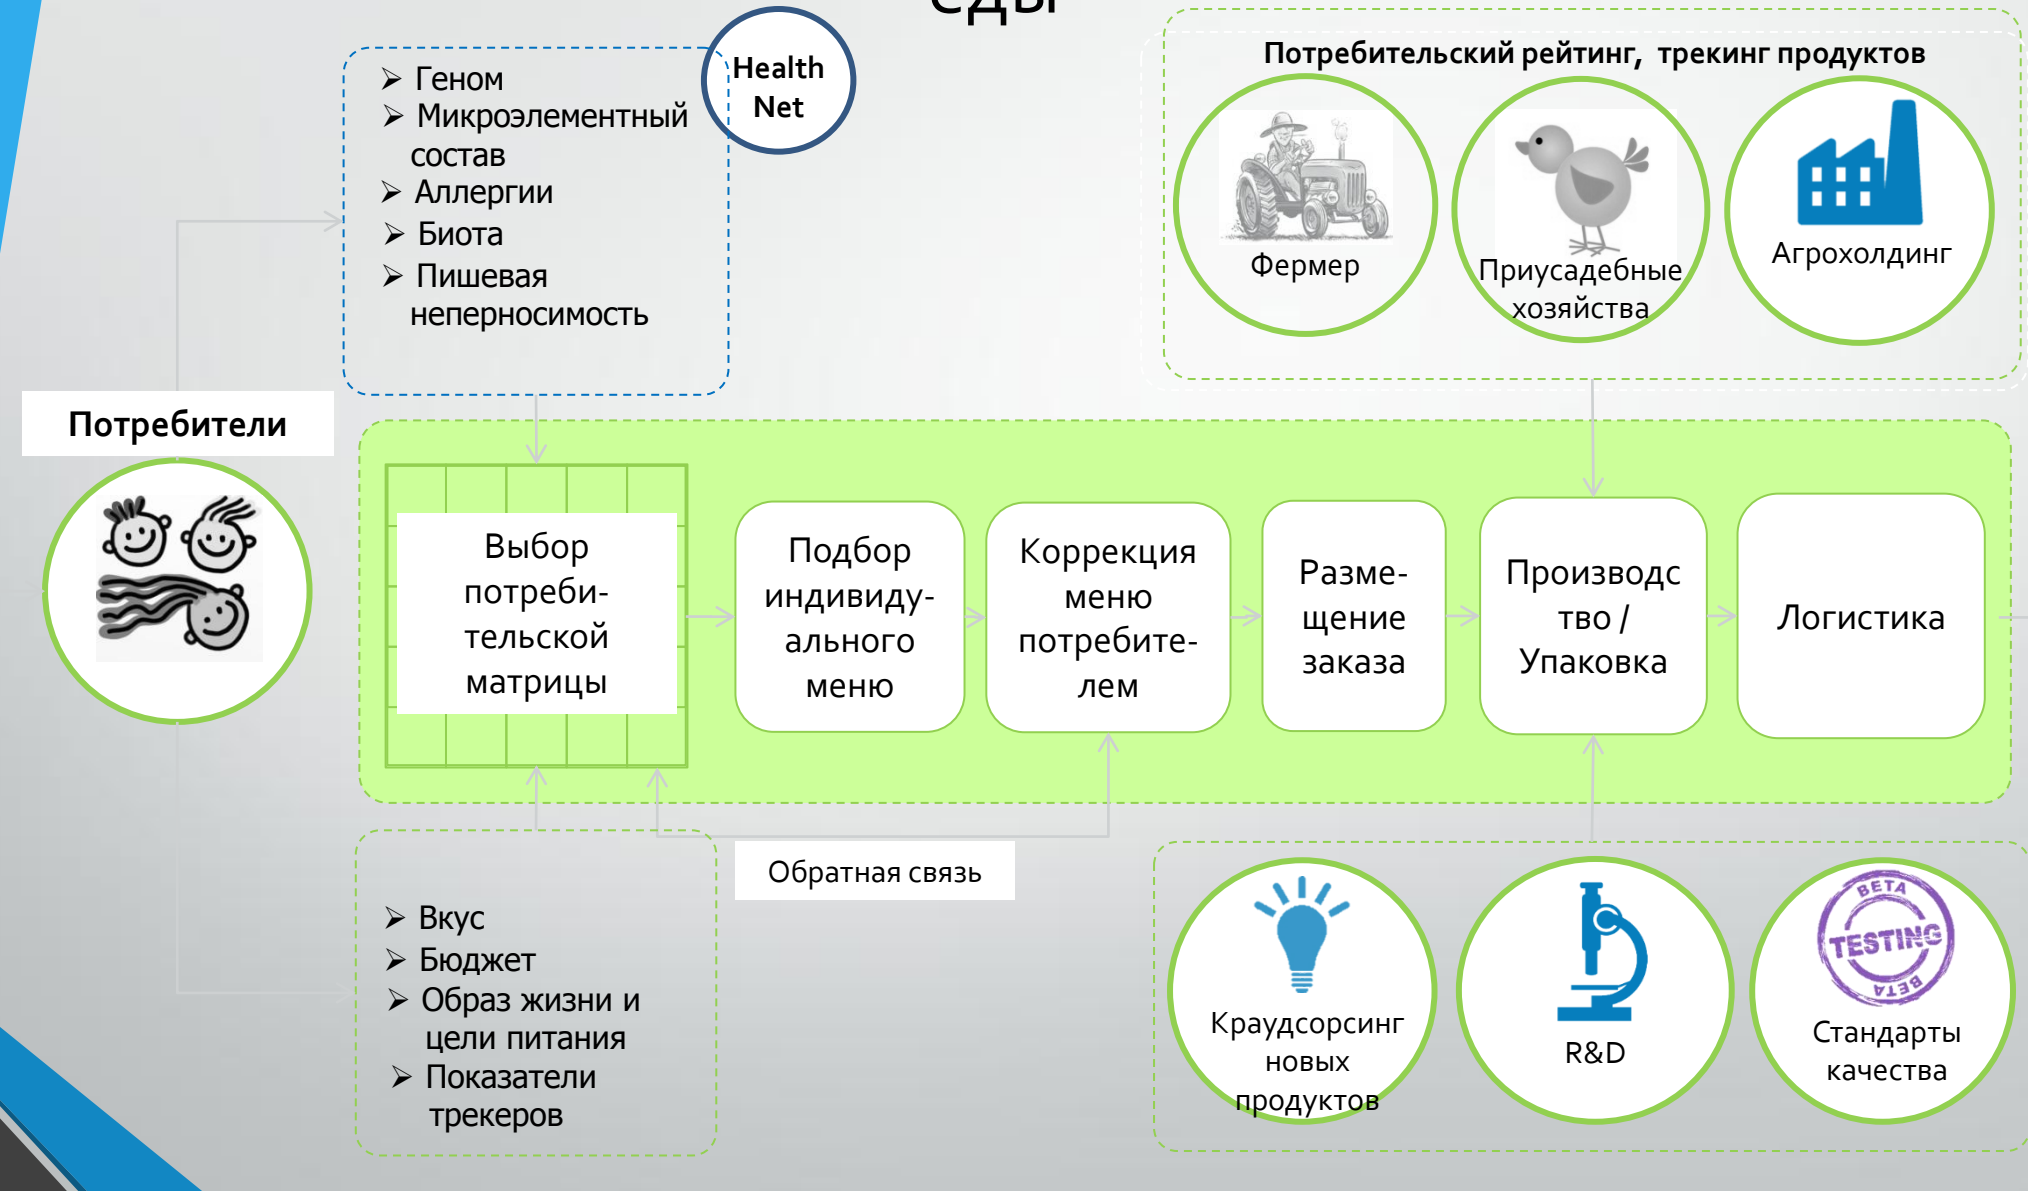 еды
➢ Геном
➢ Микроэлементный
состав
➢ Аллергии
➢ Биота
➢ Пишевая
неперносимость
Health
Net
Потребительский рейтинг, трекинг продуктов
Фермер
Приусадебные
хозяйства
Агрохолдинг
Потребители
Выбор
потреби-
тельской
матрицы
Подбор
индивиду-
ального
меню
Коррекция
меню
потребите-
лем
Разме-
щение
заказа
Производс
тво /
Упаковка
Логистика
Обратная связь
➢ Вкус
➢ Бюджет
➢ Образ жизни и
цели питания
➢ Показатели
трекеров
Краудсорсинг
новых
продуктов
R&D
BETA
TESTING
BETA
Стандарты
качества